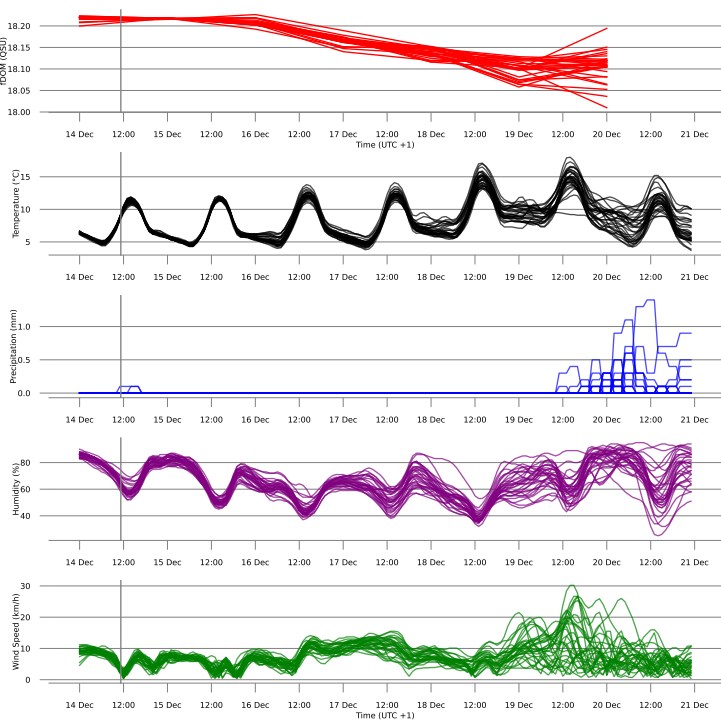 fDOM (QSU)
18.20
18.15
18.10
18.05
18.00
14 Dec 12:00 15 Dec 12:00 16 Dec 12:00 17 Dec 12:00 18 Dec 12:00 19 Dec 12:00 20 Dec 12:00 21 Dec
Time (UTC +1)
Temperature (°C)
15
10
5
14 Dec 12:00 15 Dec 12:00 16 Dec 12:00 17 Dec 12:00 18 Dec 12:00 19 Dec 12:00 20 Dec 12:00 21 Dec
Precipitation (mm)
1.0
0.5
0.0
14 Dec 12:00 15 Dec 12:00 16 Dec 12:00 17 Dec 12:00 18 Dec 12:00 19 Dec 12:00 20 Dec 12:00 21 Dec
Humidity (%)
80
60
40
14 Dec 12:00 15 Dec 12:00 16 Dec 12:00 17 Dec 12:00 18 Dec 12:00 19 Dec 12:00 20 Dec 12:00 21 Dec
Wind Speed (km/h)
30
20
10
0
14 Dec 12:00 15 Dec 12:00 16 Dec 12:00 17 Dec 12:00 18 Dec 12:00 19 Dec 12:00 20 Dec 12:00 21 Dec
Time (UTC +1)